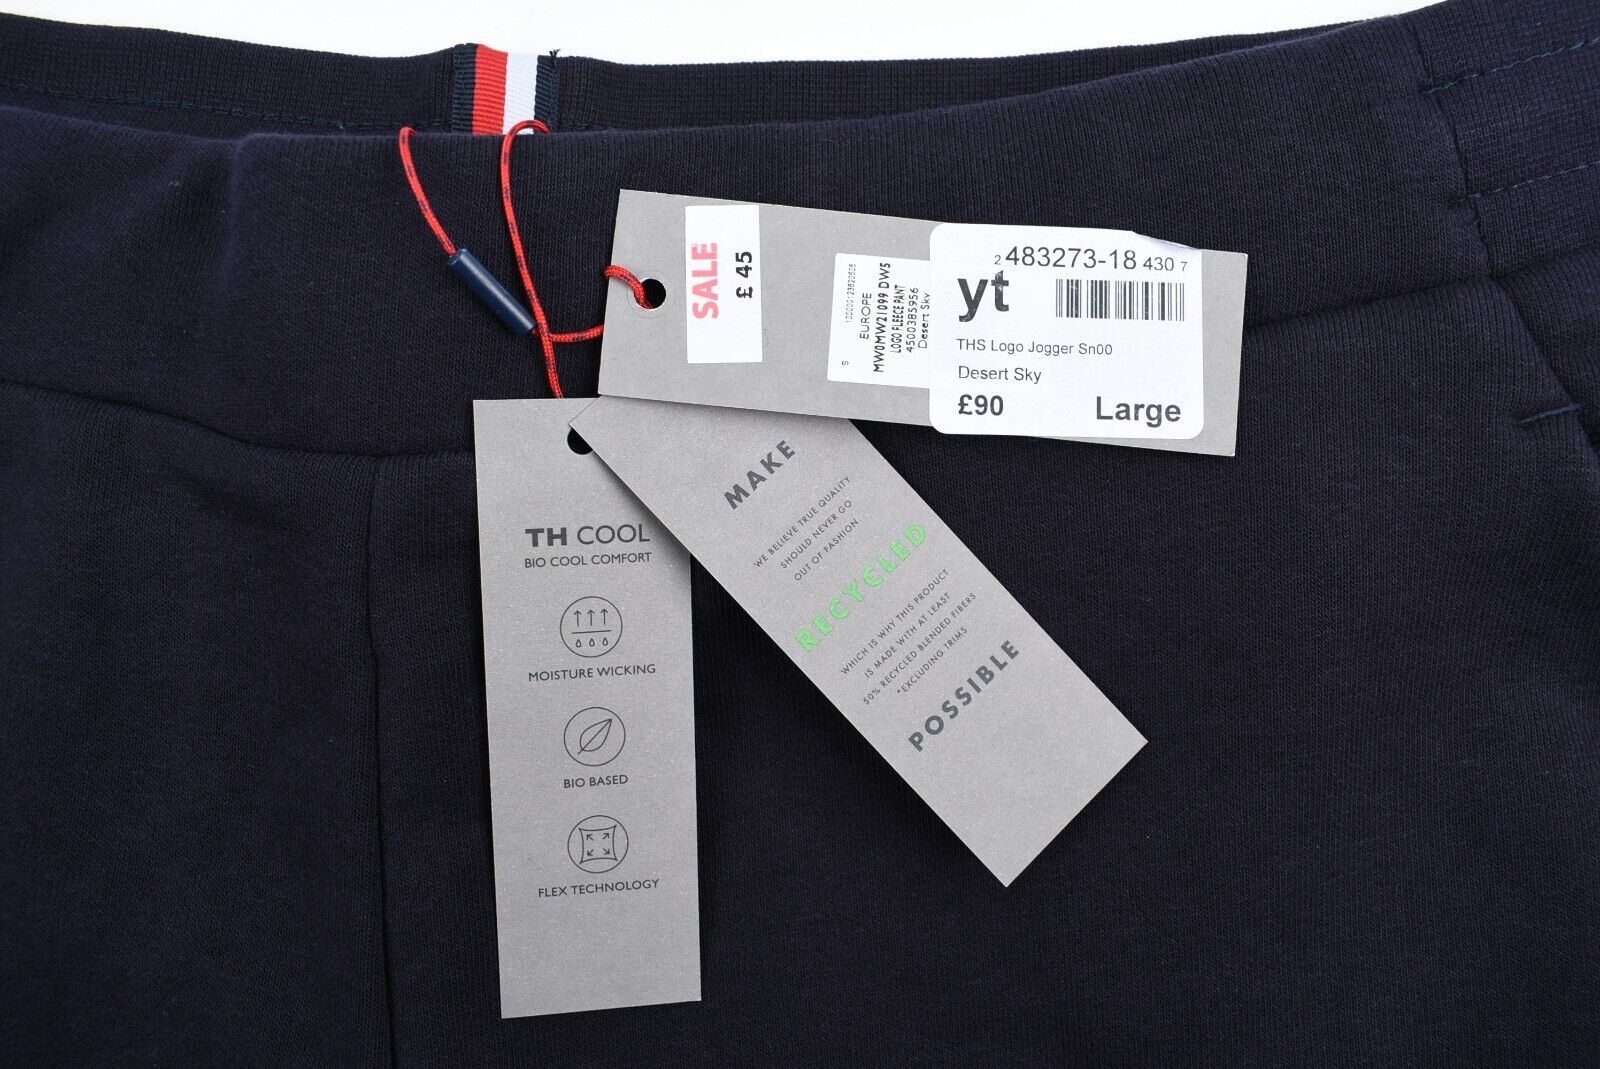 SALE
£ 45
S
10000123620505
EUROPE
MW0MW21099 DW5
LOGO FLEECE PANT
4500385956
Desert Sky
2 483273-18 430 7
yt
THS Logo Jogger Sn00
Desert Sky
£90 Large
TH COOL
BIO COOL COMFORT
MOISTURE WICKING
BIO BASED
FLEX TECHNOLOGY
MAKE
WE BELIEVE TRUE QUALITY
SHOULD NEVER GO
OUT OF FASHION
RECYCLED
WHICH IS WHY THIS PRODUCT
IS MADE WITH AT LEAST
50% RECYCLED BLENDED FIBERS
*EXCLUDING TRIMS
POSSIBLE